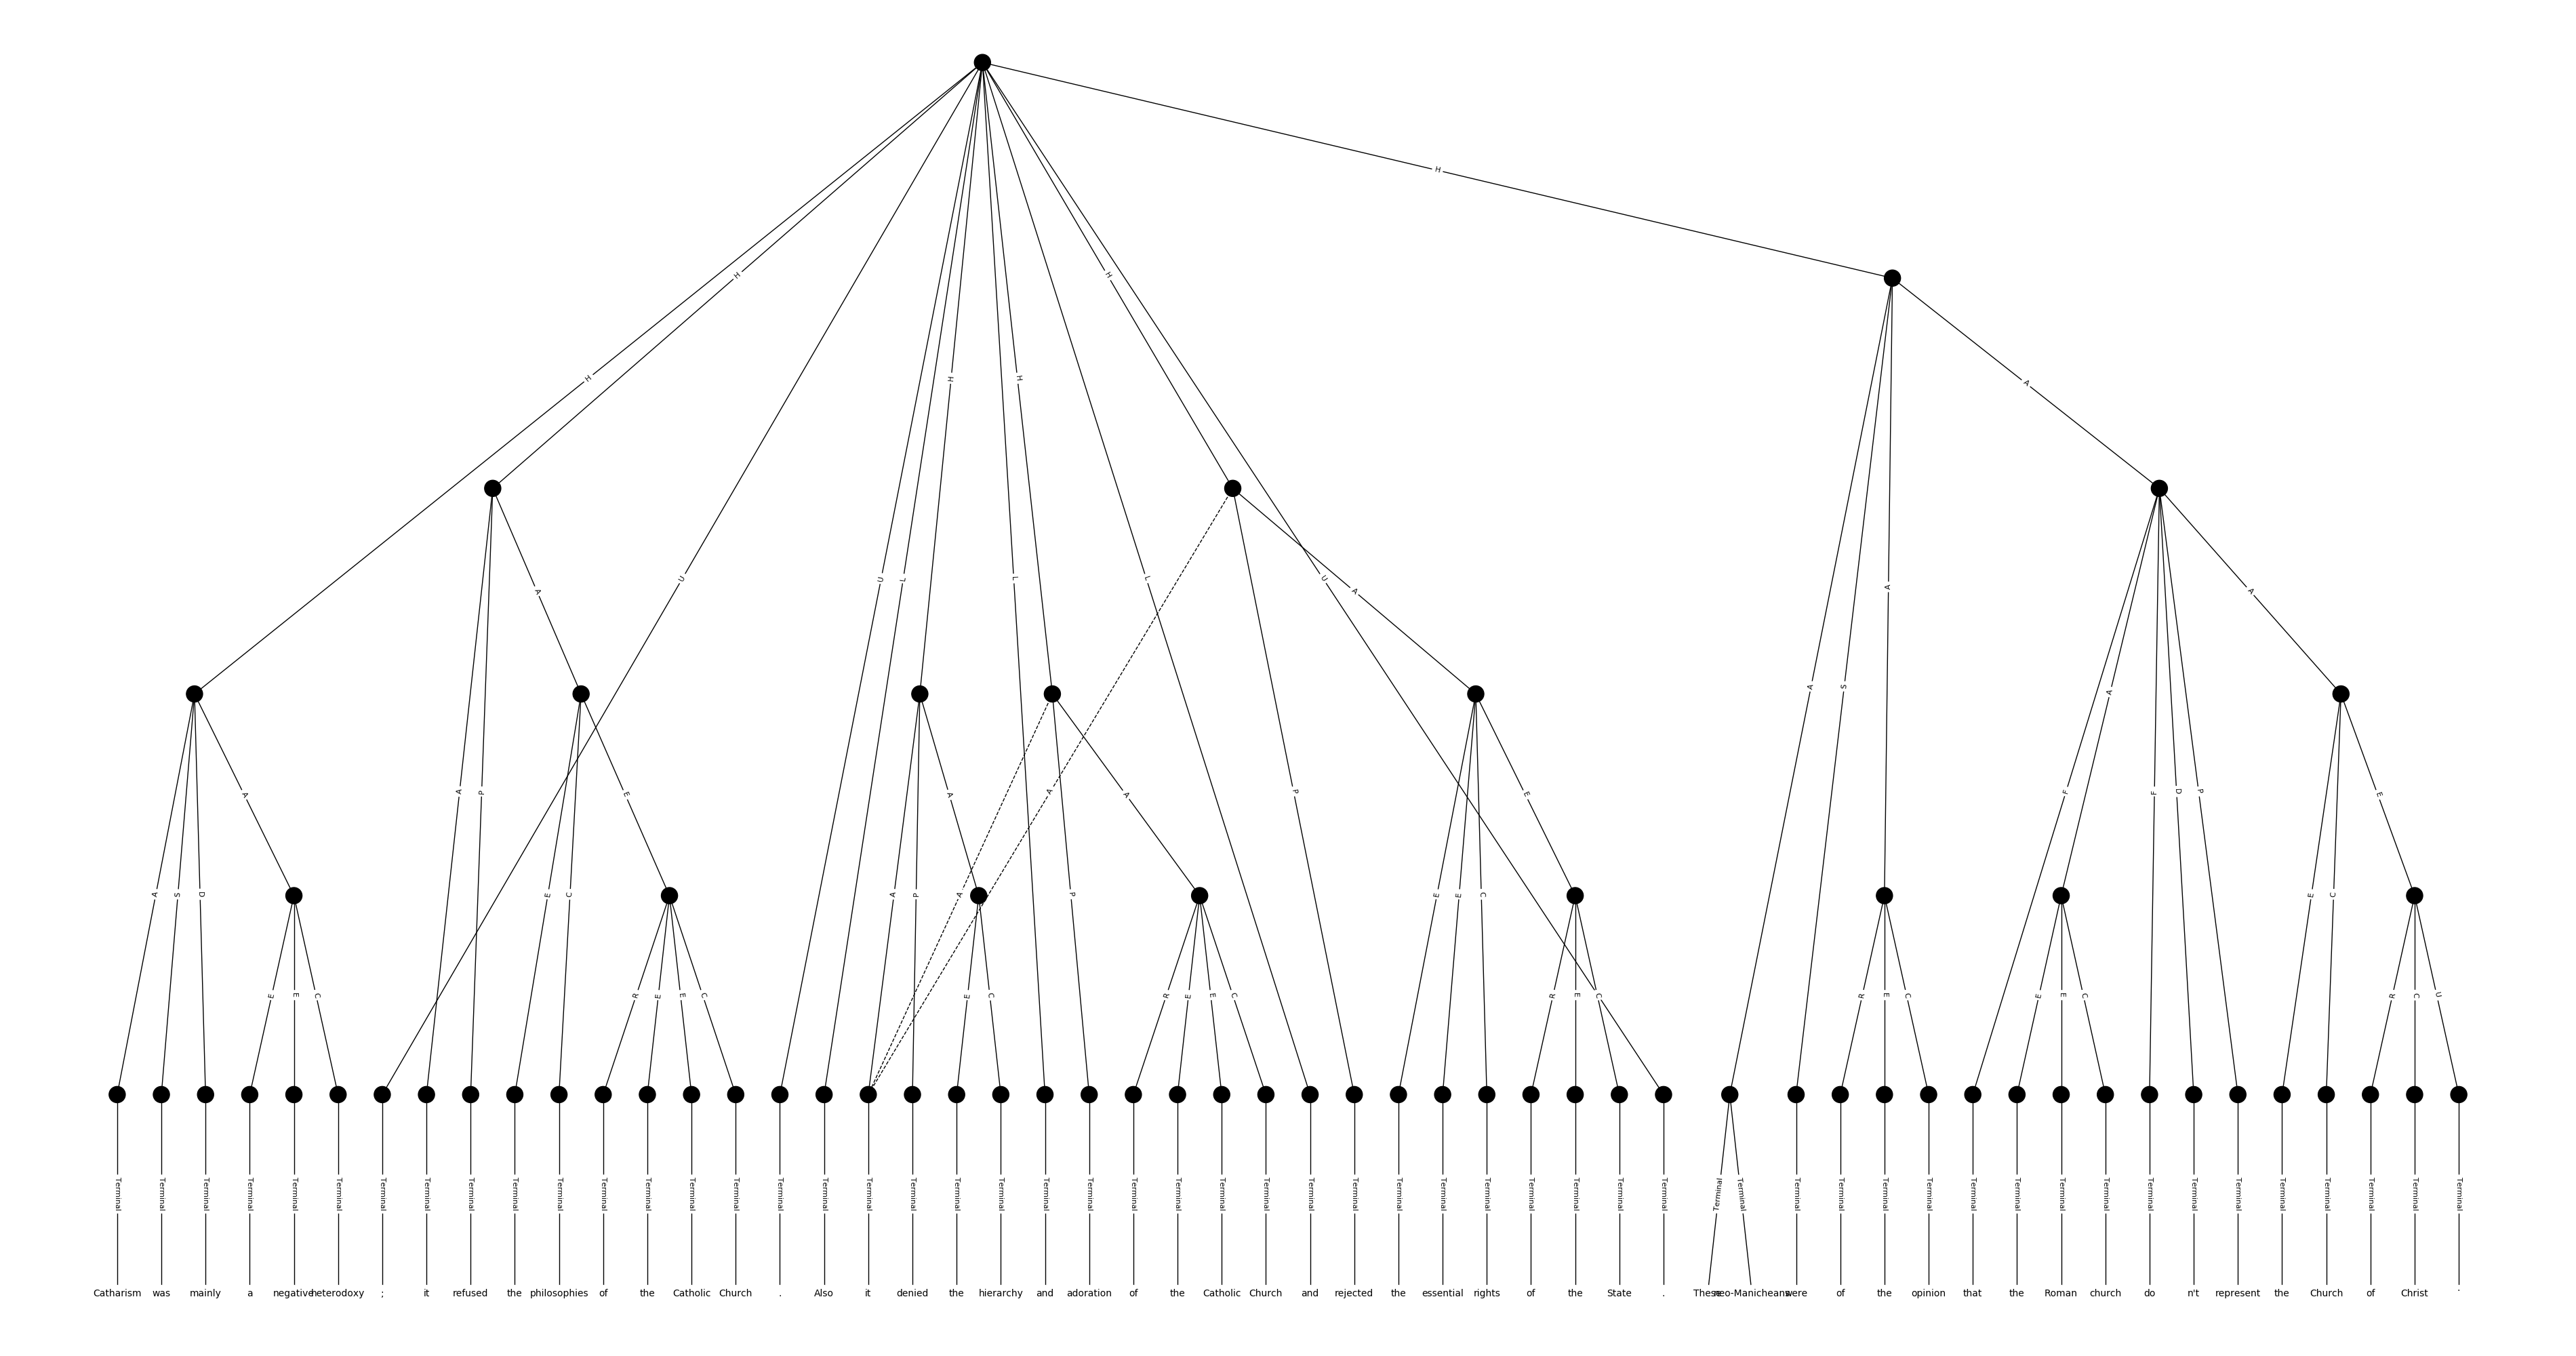 H
H
H
H
H
A
H
H
U
U
L
L
L
U
A
A
A
A
A
S
A
A
P
A
P
F
A
F
D
P
A
S
D
A
E
C
E
A
P
A
A
A
P
E
E
C
E
E
C
E
E
E
C
R
E
E
C
E
C
R
E
E
C
R
E
C
R
E
C
E
E
C
R
C
U
Terminal Terminal Terminal Terminal Terminal Terminal Terminal Terminal Terminal Terminal Terminal Terminal Terminal Terminal Terminal Terminal Terminal Terminal Terminal Terminal Terminal Terminal Terminal Terminal Terminal Terminal Terminal Terminal Terminal Terminal Terminal Terminal Terminal Terminal Terminal Terminal Terminal Terminal Terminal Terminal Terminal Terminal Terminal Terminal Terminal Terminal Terminal Terminal Terminal Terminal Terminal Terminal Terminal Terminal
Catharism was mainly a negative heterodoxy ; it refused the philosophies of the Catholic Church . Also it denied the hierarchy and adoration of the Catholic Church and rejected the essential rights of the State . These neo-Manicheans were of the opinion that the Roman church do n't represent the Church of Christ .